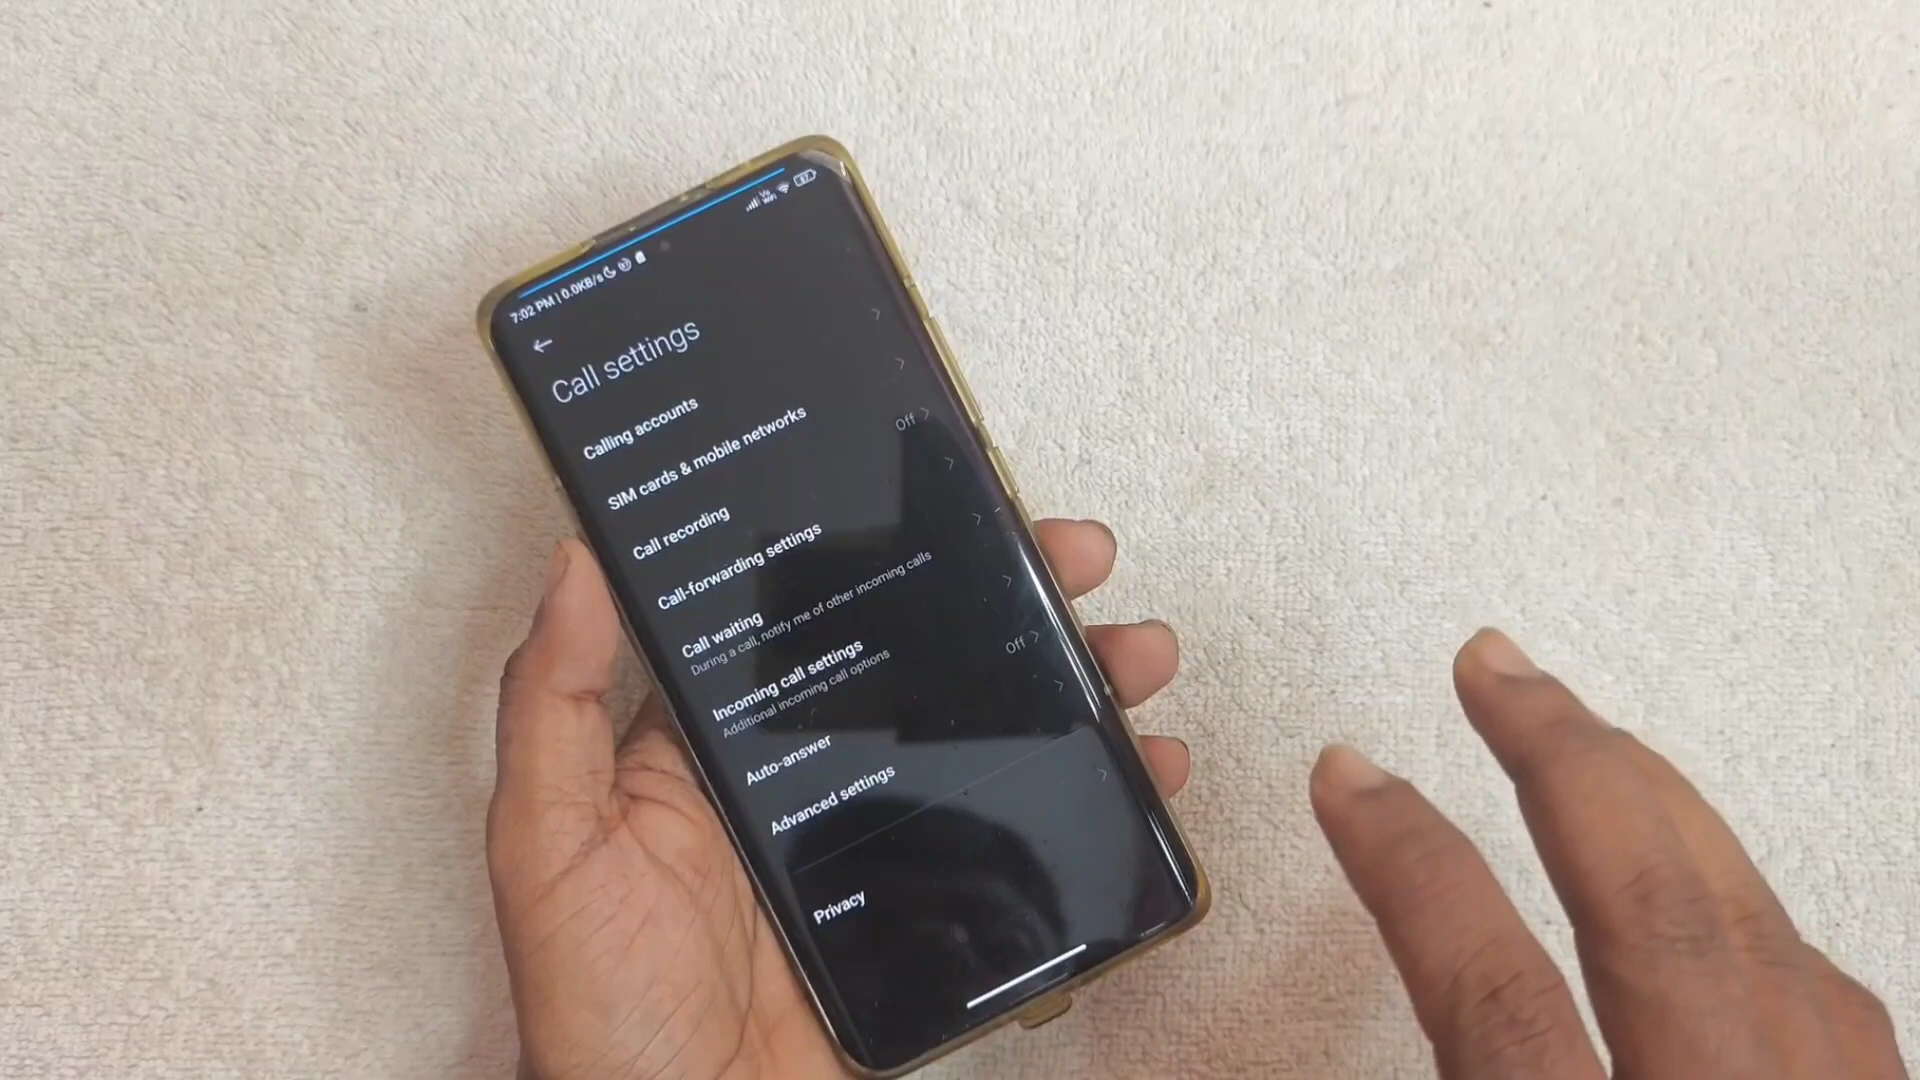 7:02 PM | 0.0KB/s
87
Call settings
Calling accounts
SIM cards & mobile networks
Call recording Off
Call-forwarding settings
Call waiting
During a call, notify me of other incoming calls
Incoming call settings
Additional incoming call options
Auto-answer Off
Advanced settings
Privacy